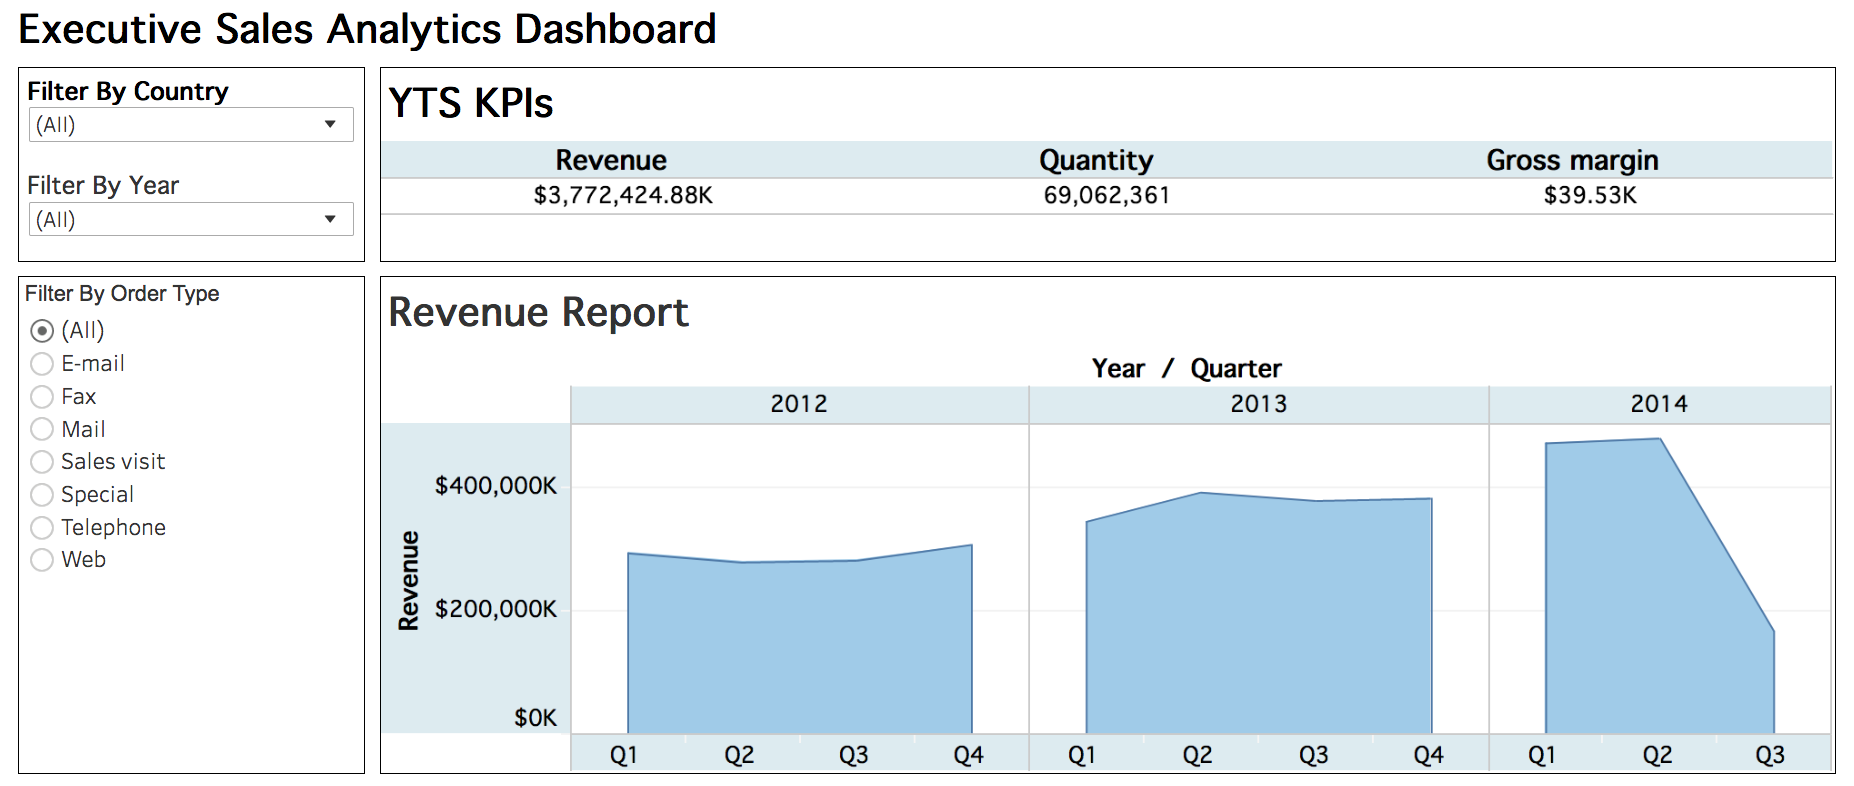 Executive Sales Analytics Dashboard
Filter By Country
(All)
Filter By Year
(All)
YTS KPIs
Revenue Quantity Gross margin
$3,772,424.88K 69,062,361 $39.53K
Filter By Order Type
(All)
E-mail
Fax
Mail
Sales visit
Special
Telephone
Web
Revenue Report
Year / Quarter
2012 2013 2014
Revenue
$400,000K
$200,000K
$0K
Q1 Q2 Q3 Q4 Q1 Q2 Q3 Q4 Q1 Q2 Q3